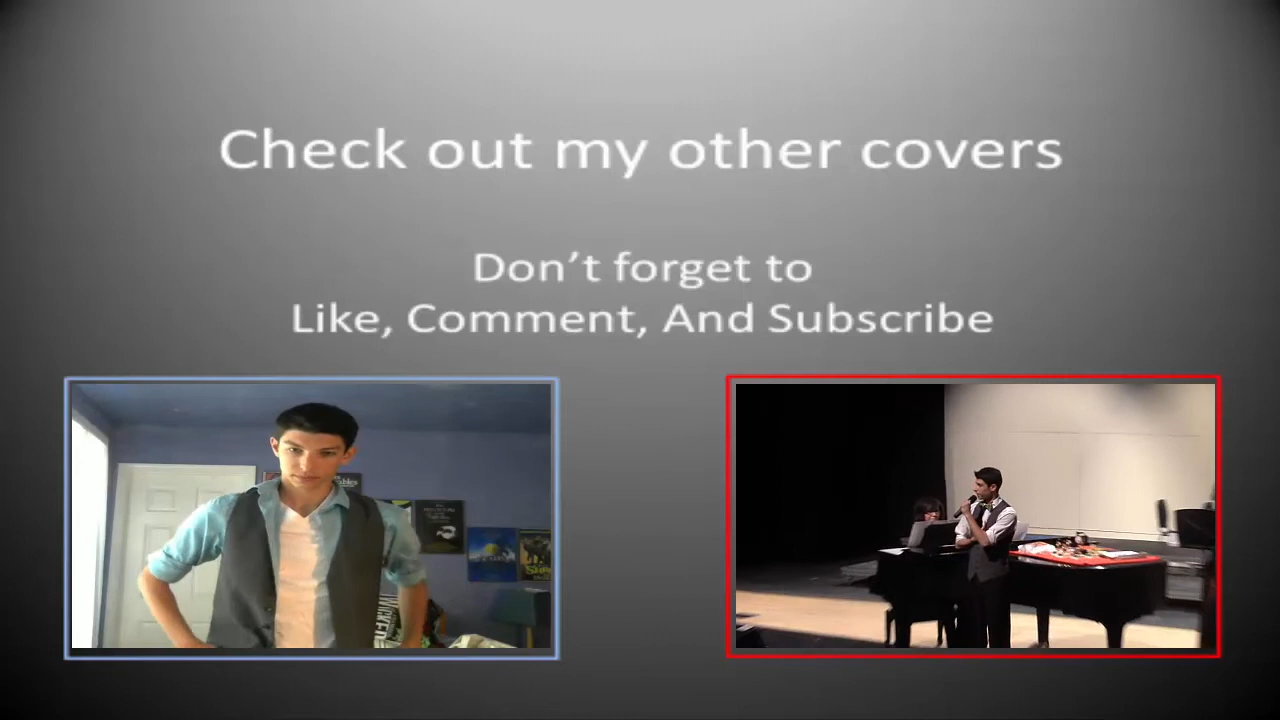 Check out my other covers
Don't forget to
Like, Comment, And Subscribe